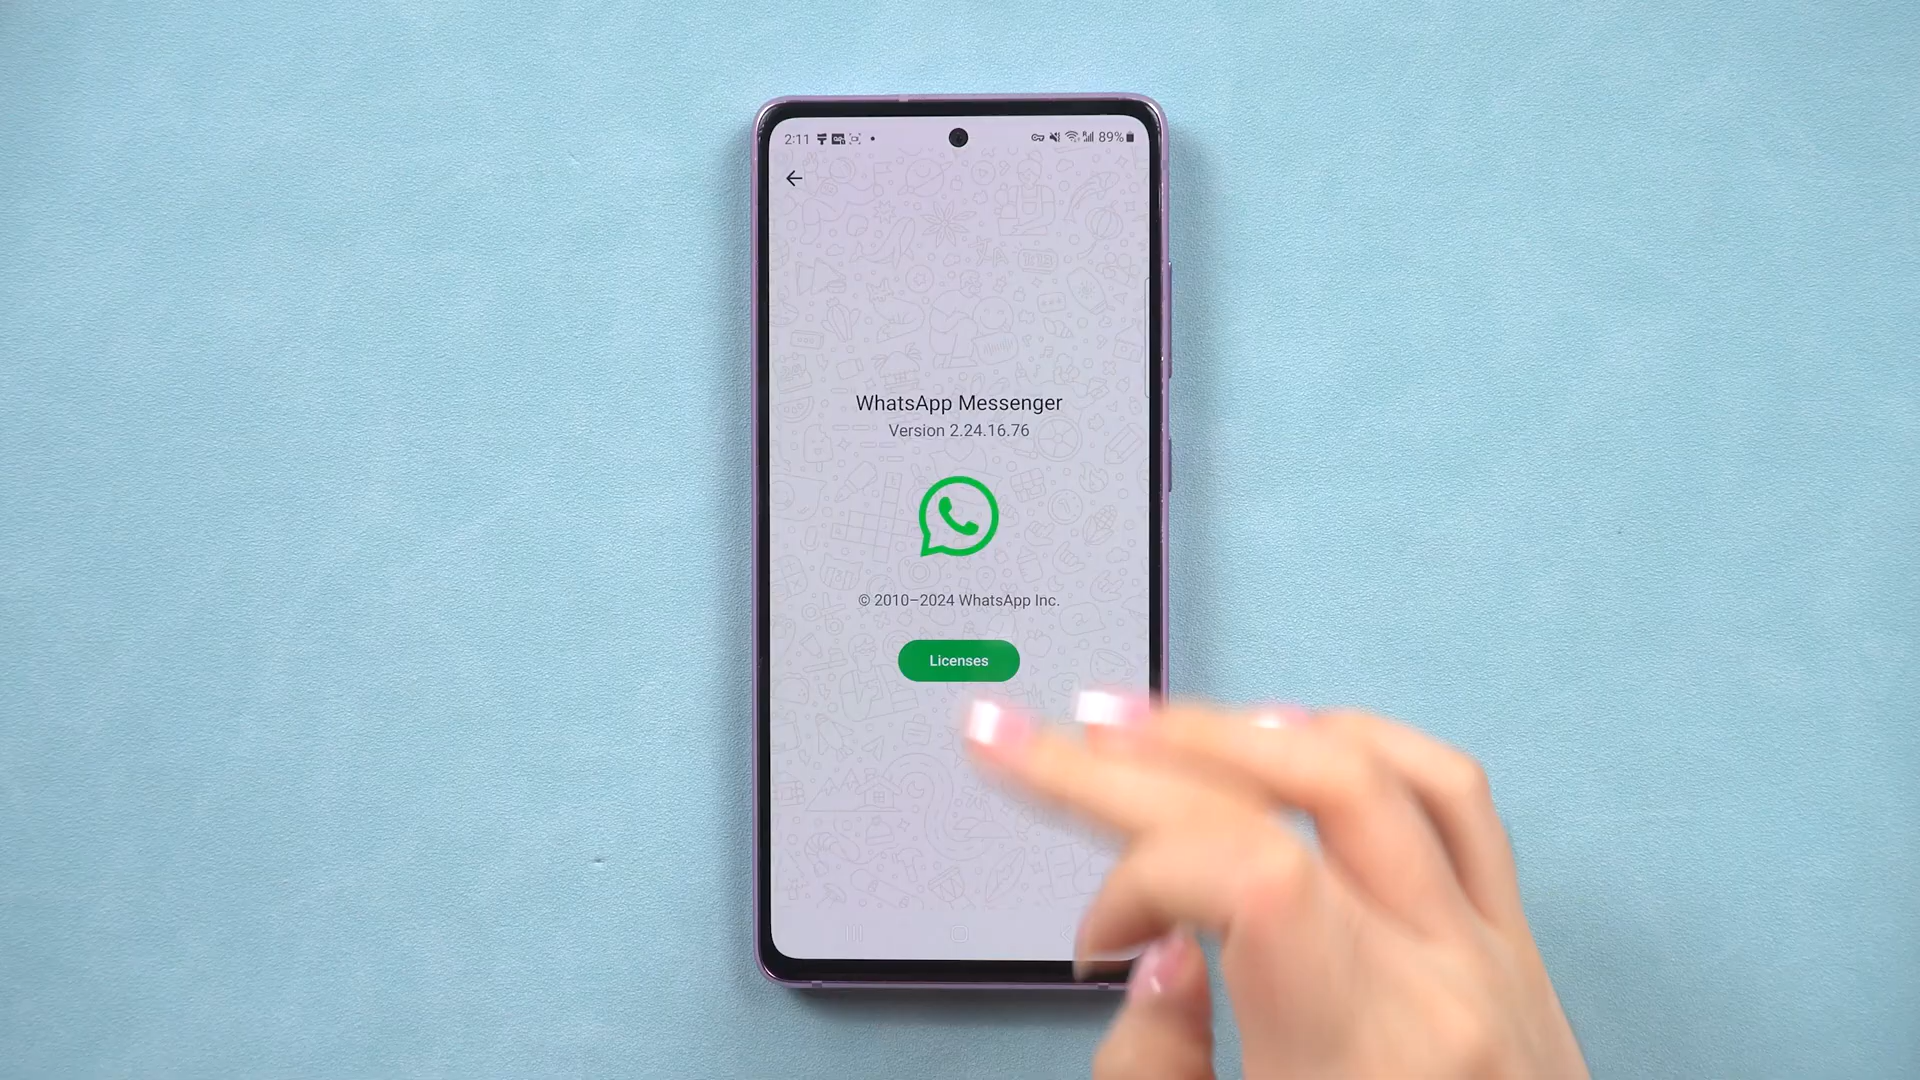 2:11 89%
WhatsApp Messenger
Version 2.24.16.76
© 2010–2024 WhatsApp Inc.
Licenses